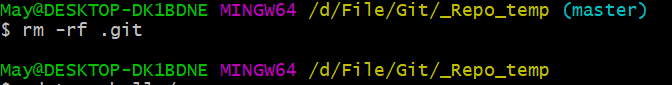 May@DESKTOP-DK1BDNE MINGW64 /d/File/Git/_Repo_temp (master)
$ rm -rf .git
May@DESKTOP-DK1BDNE MINGW64 /d/File/Git/_Repo_temp